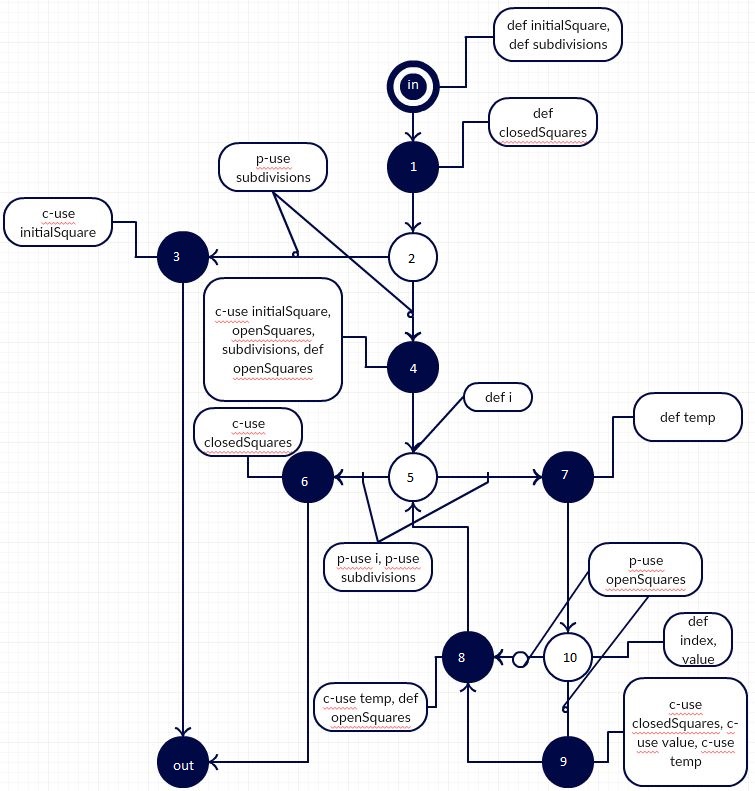 def initialSquare,
def subdivisions
in
def
closedSquares
1
p-use
subdivisions
c-use
initialSquare
3
2
c-use initialSquare,
openSquares,
subdivisions, def
openSquares
4
def i
c-use
closedSquares
def temp
6
5
7
p-use i, p-use
subdivisions
p-use
openSquares
def
index,
value
8
10
c-use temp, def
openSquares
c-use
closedSquares, c-
use value, c-use
temp
out
9